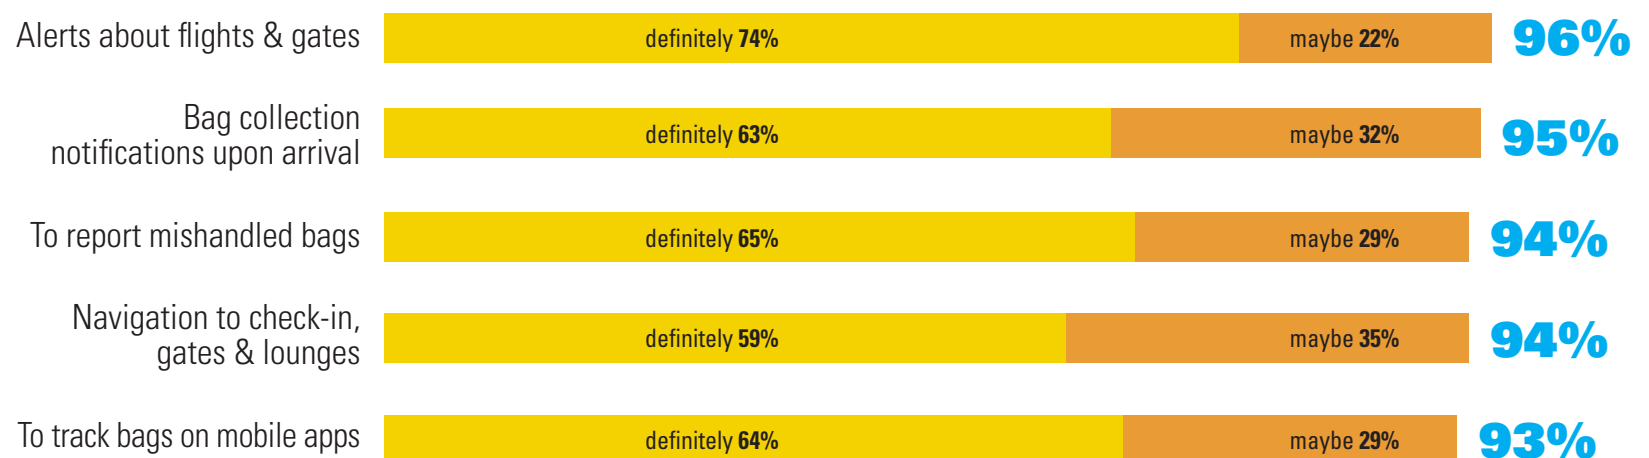 Alerts about flights & gates
definitely 74%
maybe 22%
96%
Bag collection
notifications upon arrival
definitely 63%
maybe 32%
95%
To report mishandled bags
definitely 65%
maybe 29%
94%
Navigation to check-in,
gates & lounges
definitely 59%
maybe 35%
94%
To track bags on mobile apps
definitely 64%
maybe 29%
93%